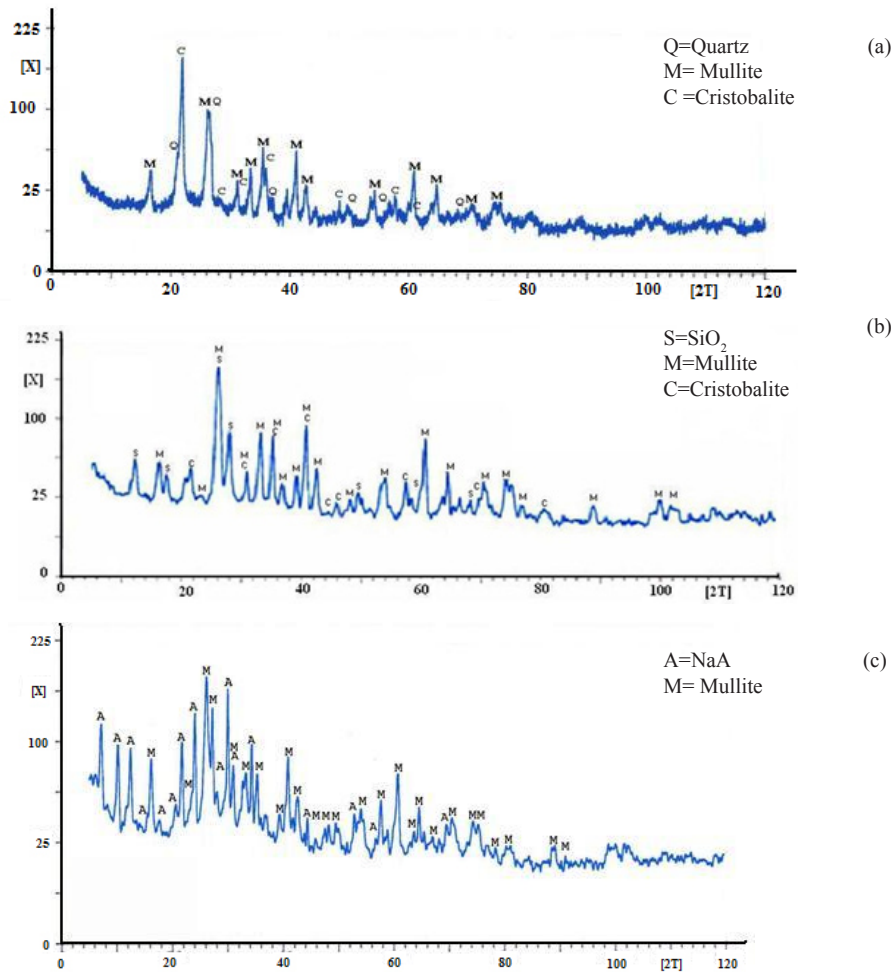 225
[X]
100
25
0
Q=Quartz
M= Mullite
C =Cristobalite
(a)
M Q C M Q C M C M M C Q M M C Q M Q C M C M Q M M
0 20 40 60 80 100 [2T] 120
225
[X]
100
25
0
S=SiO₂
M=Mullite
C=Cristobalite
(b)
S M S C M M S S M C M M C M M M C M C C M S M C S M M S C M M M C M M M
0 20 40 60 80 100 [2T] 120
225
[X]
100
25
0
A=NaA
M= Mullite
(c)
A A A A M A A A M A M M A A M A M A M M M M A M M M A M A M M M M A M M M M M M M
0 40 60 80 100 [2T] 120